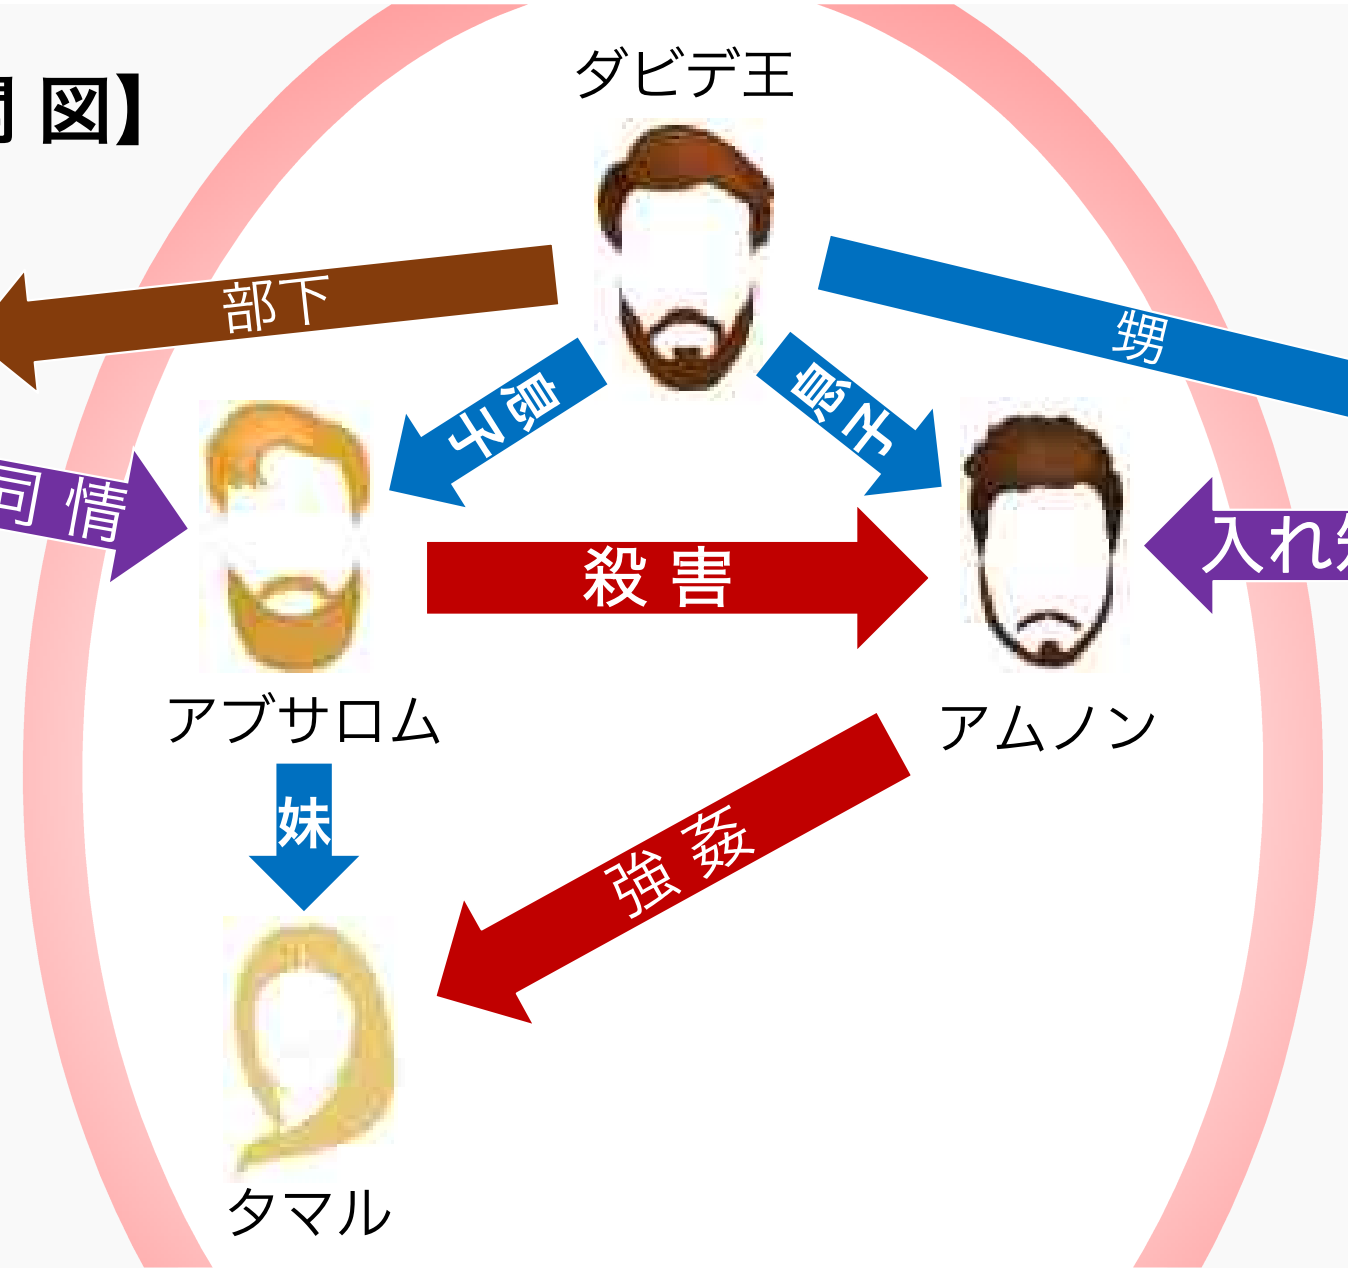 図】
ダビデ王
部下
甥
息子
息子
同 情
殺 害
入れ
アブサロム
アムノン
妹
強 姦
タマル